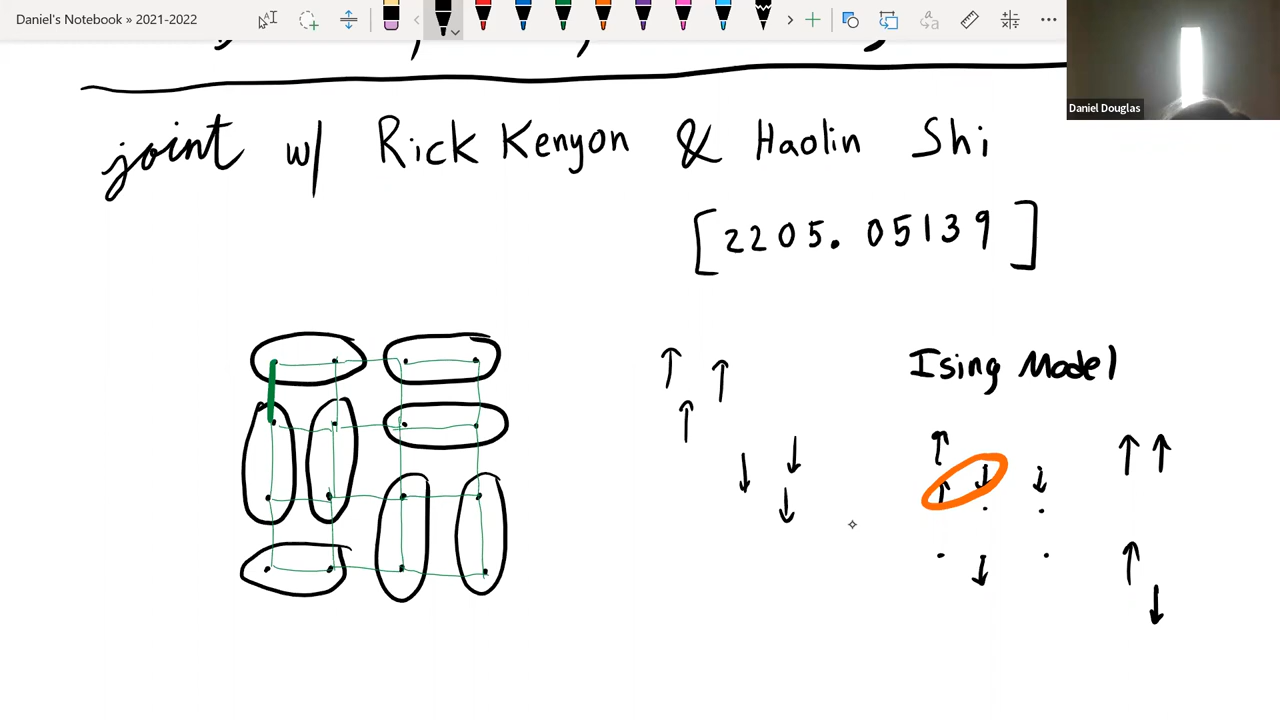 Daniel's Notebook » 2021-2022
Daniel Douglas
joint w/ Rick Kenyon & Haolin Shi
[2205.05139]
Ising Model